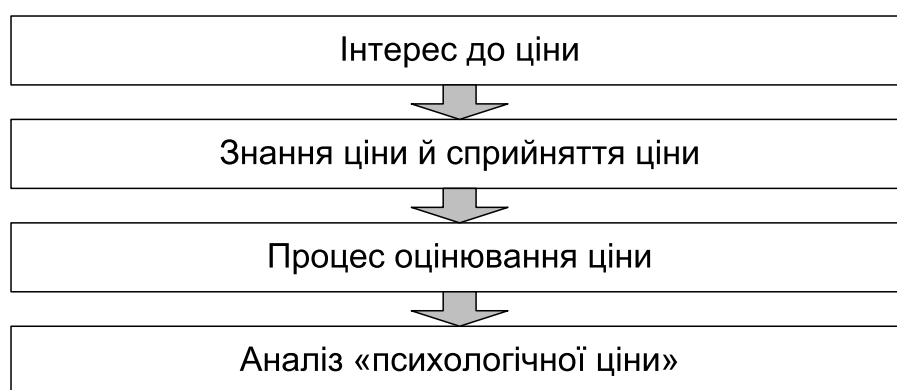 Інтерес до ціни
Знання ціни й сприйняття ціни
Процес оцінювання ціни
Аналіз «психологічної ціни»